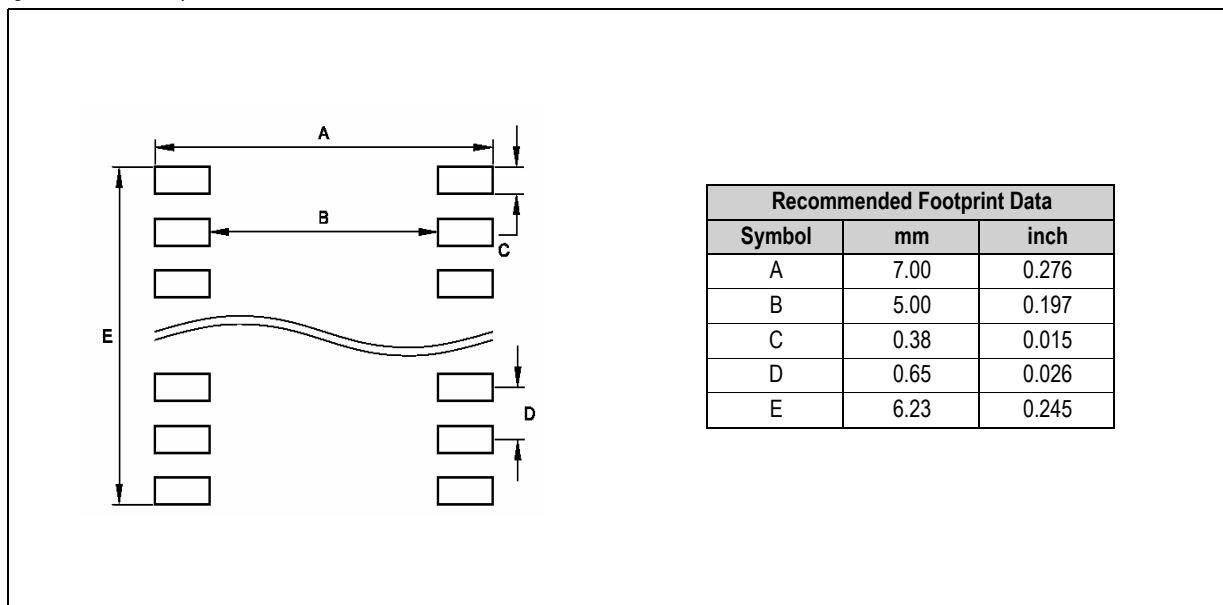 A
B
C
E
D
Recommended Footprint Data
Symbol mm inch
A 7.00 0.276
B 5.00 0.197
C 0.38 0.015
D 0.65 0.026
E 6.23 0.245